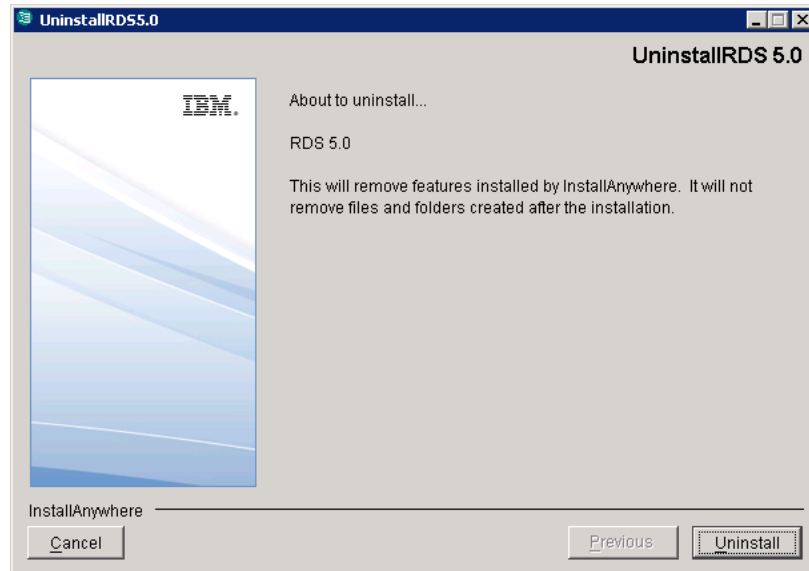 UninstallRDS5.0
UninstallRDS 5.0
IBM.
About to uninstall...
RDS 5.0
This will remove features installed by InstallAnywhere. It will not
remove files and folders created after the installation.
InstallAnywhere
Cancel
Previous
Uninstall